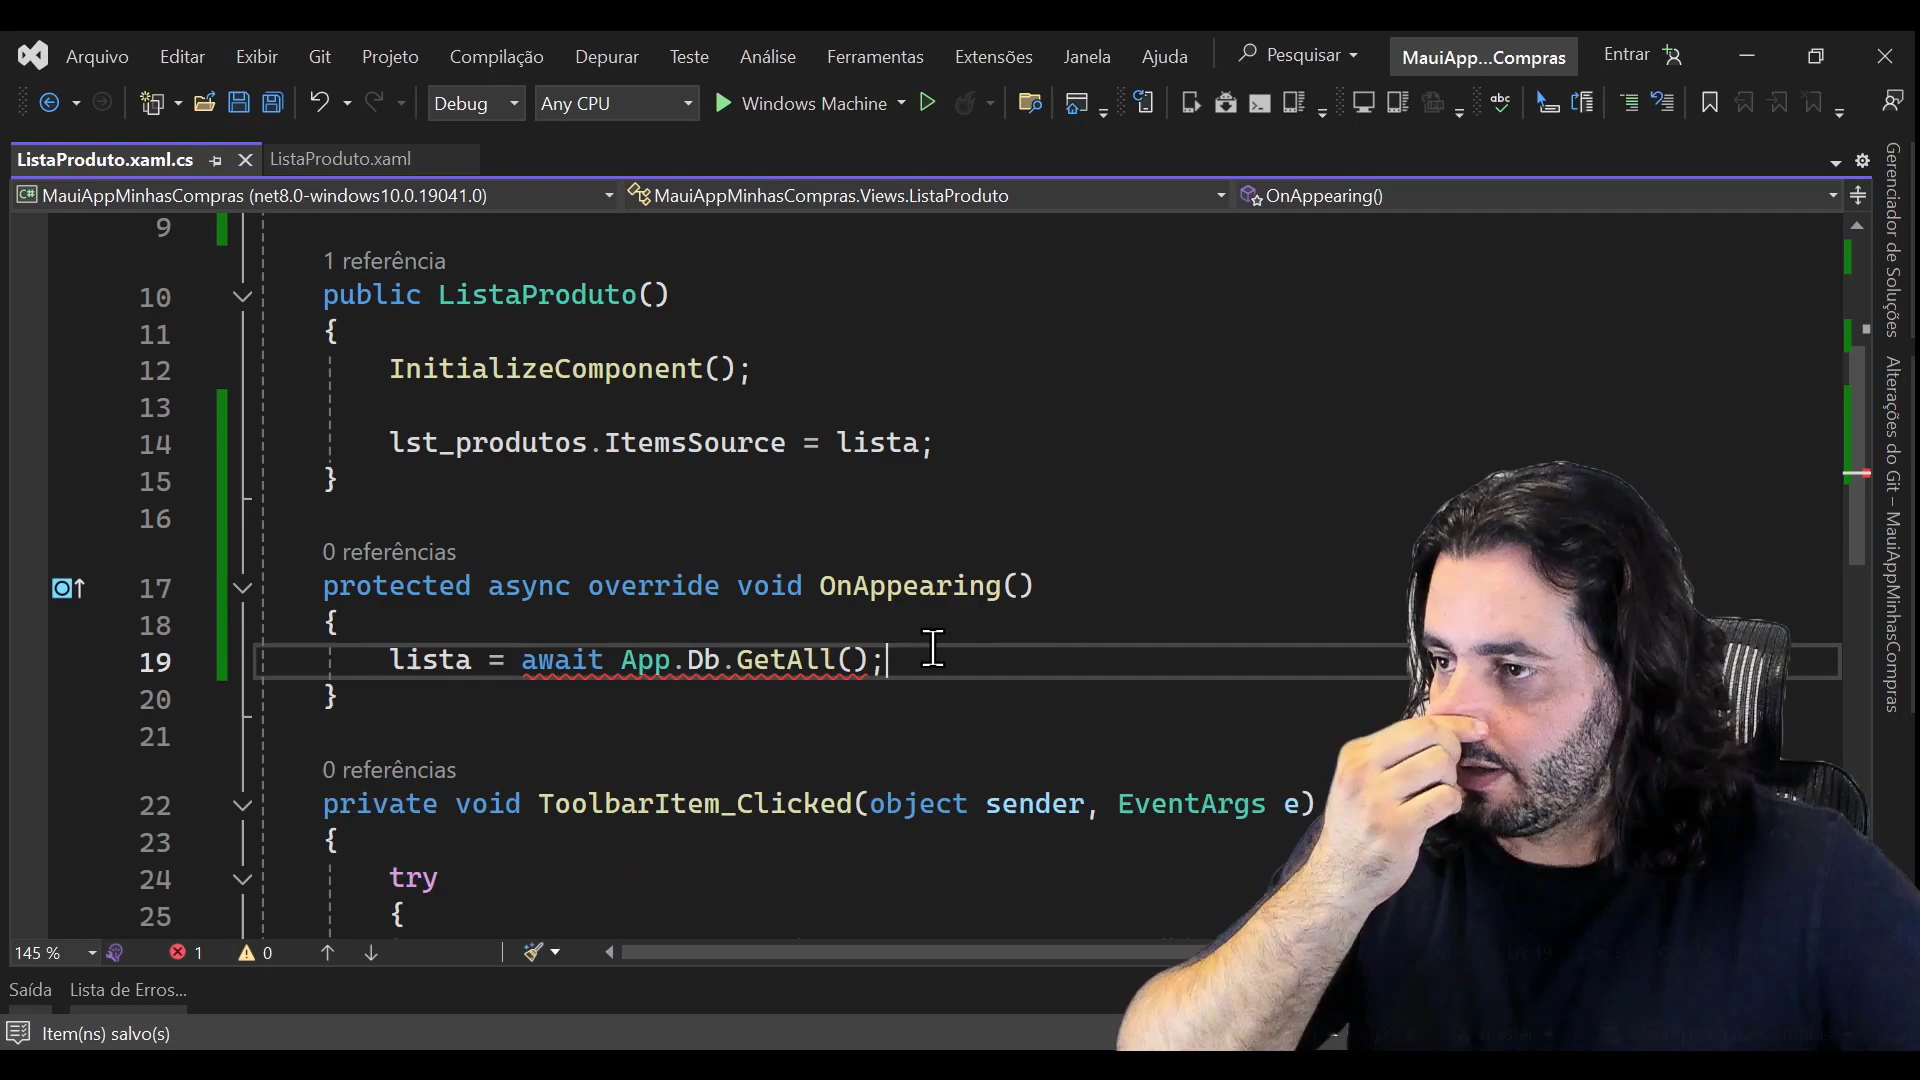 Arquivo Editar Exibir Git Projeto Compilação Depurar Teste Análise Ferramentas Extensões Janela Ajuda Pesquisar MauiApp...Compras Entrar
Debug Any CPU Windows Machine
ListaProduto.xaml.cs ListaProduto.xaml
MauiAppMinhasCompras (net8.0-windows10.0.19041.0) MauiAppMinhasCompras.Views.ListaProduto OnAppearing()
9
1 referência
10 public ListaProduto()
11 {
12 InitializeComponent();
13
14 lst_produtos.ItemsSource = lista;
15 }
16
0 referências
17 protected async override void OnAppearing()
18 {
19 lista = await App.Db.GetAll();
20 }
21
0 referências
22 private void ToolbarItem_Clicked(object sender, EventArgs e)
23 {
24 try
25 {
145 % 1 0
Saída Lista de Erros...
Item(ns) salvo(s)
Gerenciador de Soluções
Alterações do Git – MauiAppMinhasCompras